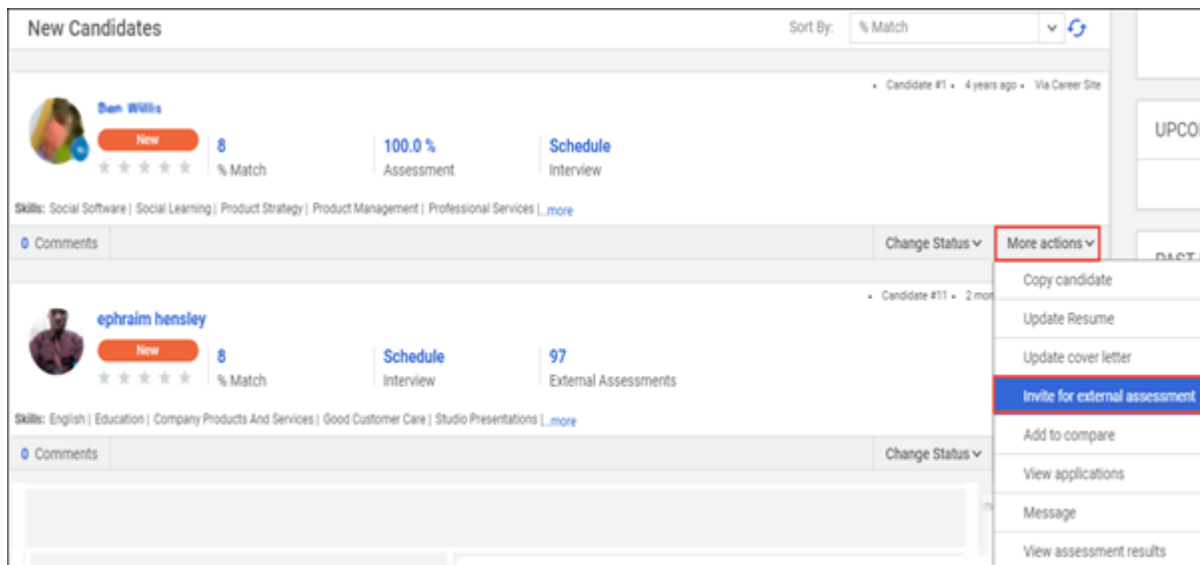 New Candidates
Sort By:
% Match
• Candidate #1 • 4 years ago • Via Career Site
Ben Willis
New
8
% Match
100.0 %
Assessment
Schedule
Interview
Skills: Social Software | Social Learning | Product Strategy | Product Management | Professional Services |...more
0 Comments
Change Status
More actions
Copy candidate
Update Resume
Update cover letter
Invite for external assessment
Add to compare
View applications
Message
View assessment results
• Candidate #11 • 2 mon
ephraim hensley
New
8
% Match
Schedule
Interview
97
External Assessments
Skills: English | Education | Company Products And Services | Good Customer Care | Studio Presentations |...more
0 Comments
Change Status
UPCO
PAST